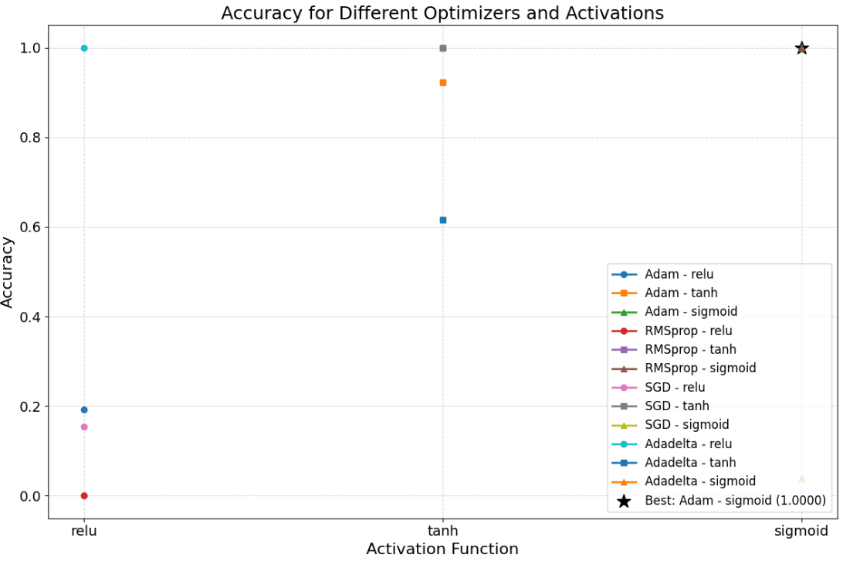 Accuracy for Different Optimizers and Activations
1.0
0.8
0.6
0.4
0.2
0.0
Accuracy
Adam - relu
Adam - tanh
Adam - sigmoid
RMSprop - relu
RMSprop - tanh
RMSprop - sigmoid
SGD - relu
SGD - tanh
SGD - sigmoid
Adadelta - relu
Adadelta - tanh
Adadelta - sigmoid
Best: Adam - sigmoid (1.0000)
relu
tanh
sigmoid
Activation Function